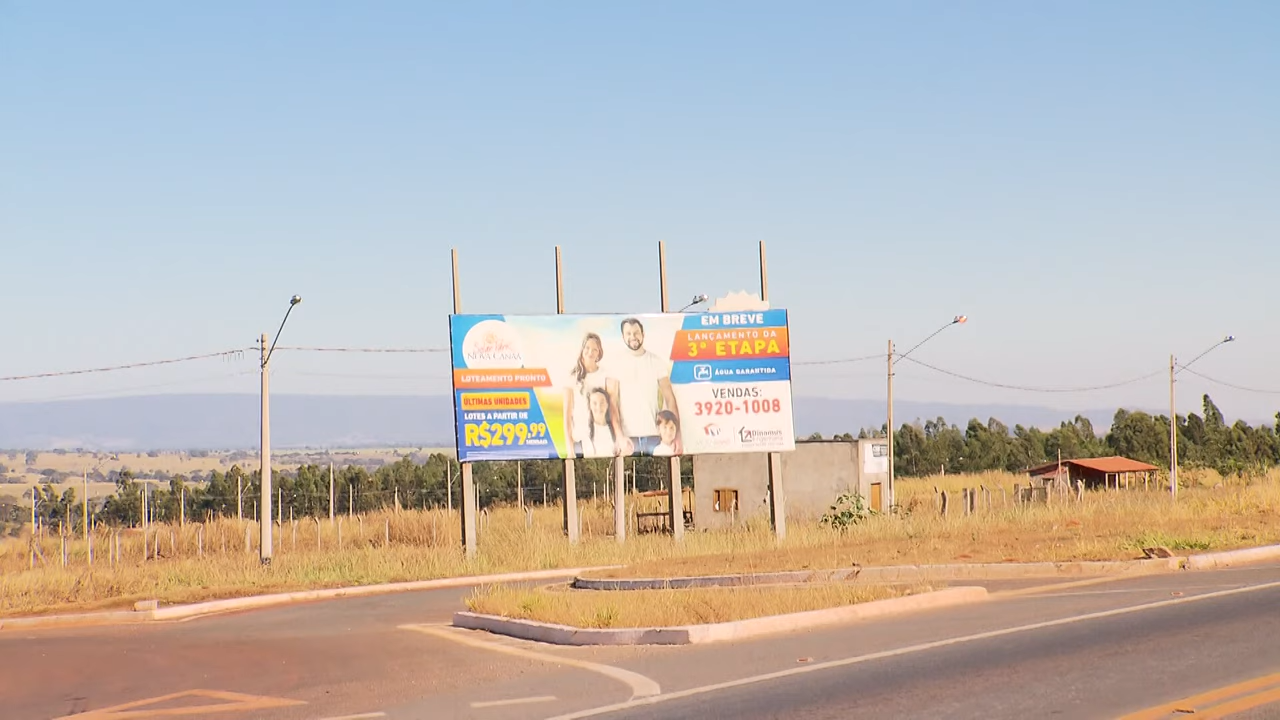 NOVA CANAÃ
LOTEAMENTO PRONTO
ÚLTIMAS UNIDADES
LOTES A PARTIR DE
R$299,99
MENSAIS
EM BREVE
LANÇAMENTO DA
3ª ETAPA
ÁGUA GARANTIDA
VENDAS:
3920-1008
Dinamus